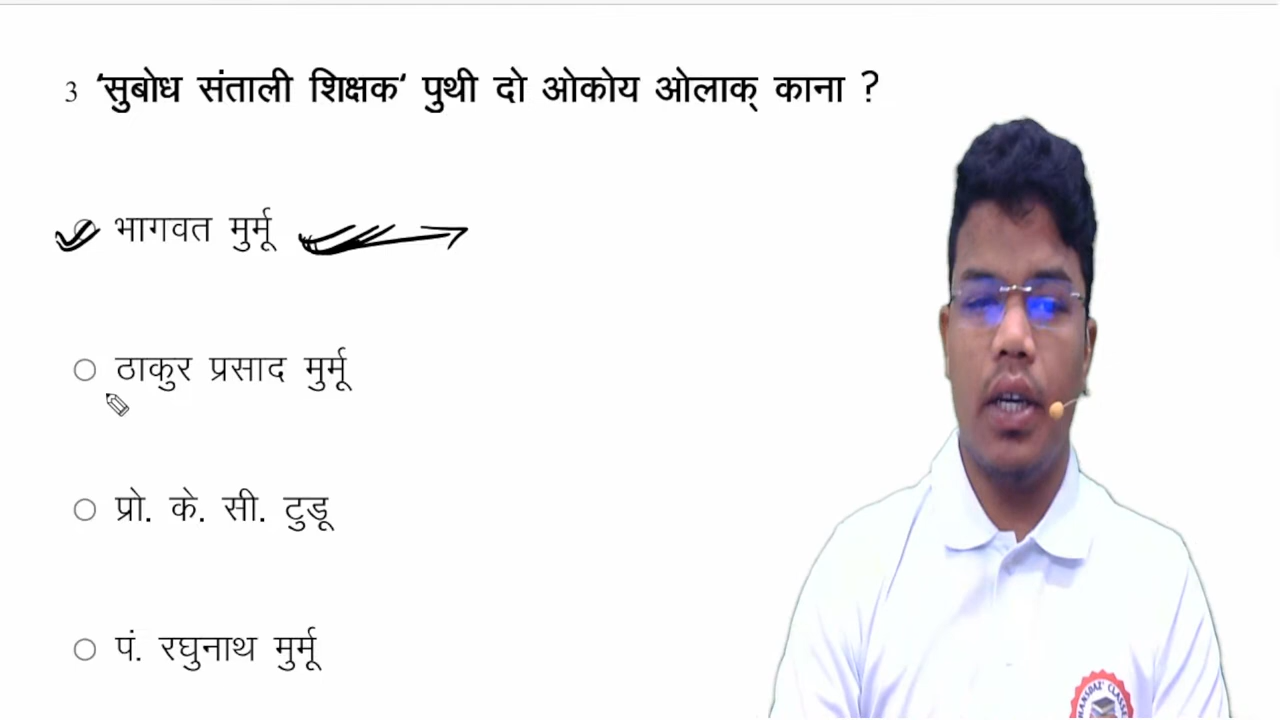 3 ‘सुबोध संताली शिक्षक‘ पुथी दो ओकोय ओलाक् काना ?
भागवत मुर्मू
ठाकुर प्रसाद मुर्मू
प्रो. के. सी. टुडू
पं. रघुनाथ मुर्मू